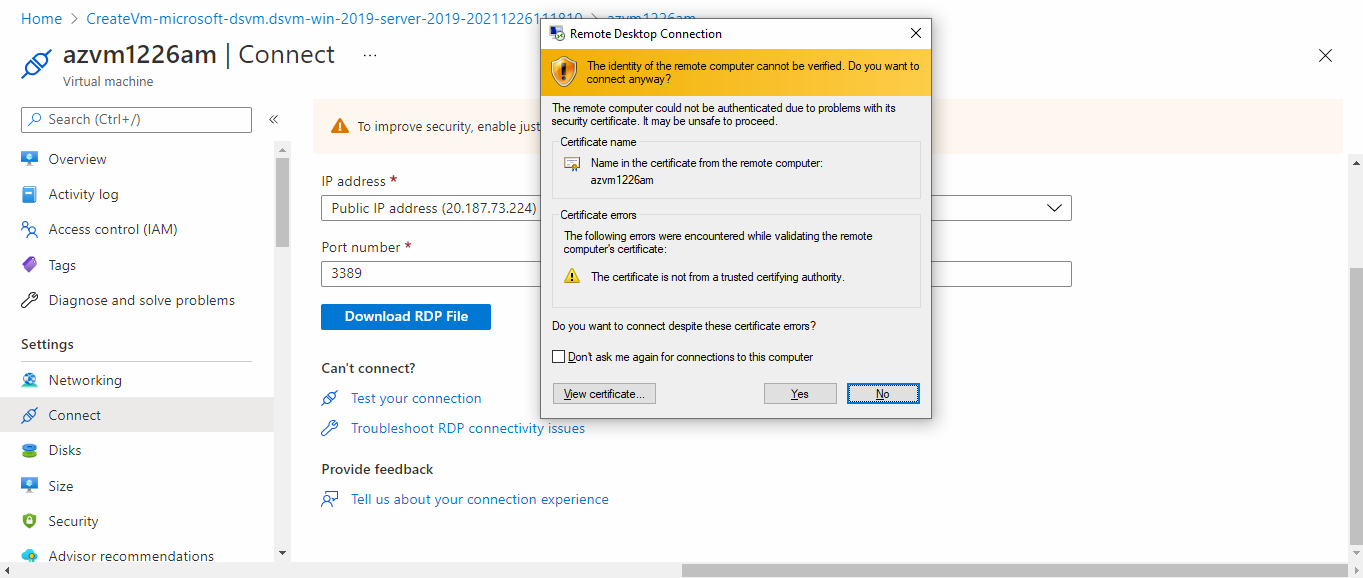 Home > CreateVm-microsoft-dsvm.dsvm-win-2019-server-2019-20211226111810 > azvm1226am
azvm1226am | Connect ...
Virtual machine
Search (Ctrl+/)
«
Overview
Activity log
Access control (IAM)
Tags
Diagnose and solve problems
Settings
Networking
Connect
Disks
Size
Security
Advisor recommendations
To improve security, enable just
IP address *
Public IP address (20.187.73.224)
Port number *
3389
Download RDP File
Can't connect?
Test your connection
Troubleshoot RDP connectivity issues
Provide feedback
Tell us about your connection experience
Remote Desktop Connection
The identity of the remote computer cannot be verified. Do you want to
connect anyway?
The remote computer could not be authenticated due to problems with its
security certificate. It may be unsafe to proceed.
Certificate name
Name in the certificate from the remote computer:
azvm1226am
Certificate errors
The following errors were encountered while validating the remote
computer's certificate:
The certificate is not from a trusted certifying authority.
Do you want to connect despite these certificate errors?
Don't ask me again for connections to this computer
View certificate...
Yes
No